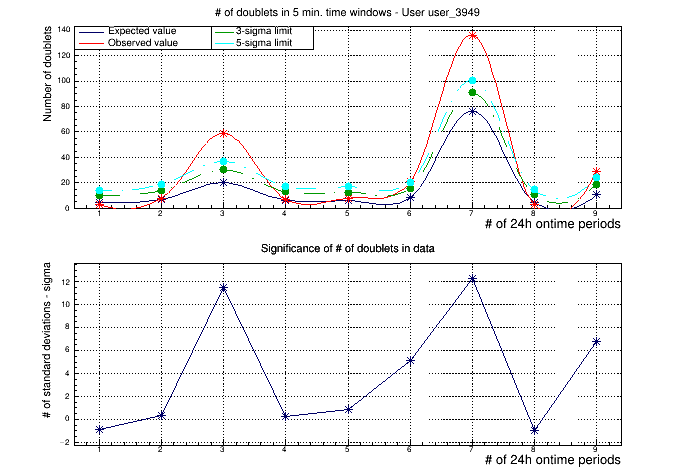 # of doublets in 5 min. time windows - User user_3949
Number of doublets
Expected value
Observed value
3-sigma limit
5-sigma limit
140
120
100
80
60
40
20
0
1 2 3 4 5 6 7 8 9
# of 24h ontime periods
Significance of # of doublets in data
# of standard deviations - sigma
12
10
8
6
4
2
0
−2
1 2 3 4 5 6 7 8 9
# of 24h ontime periods